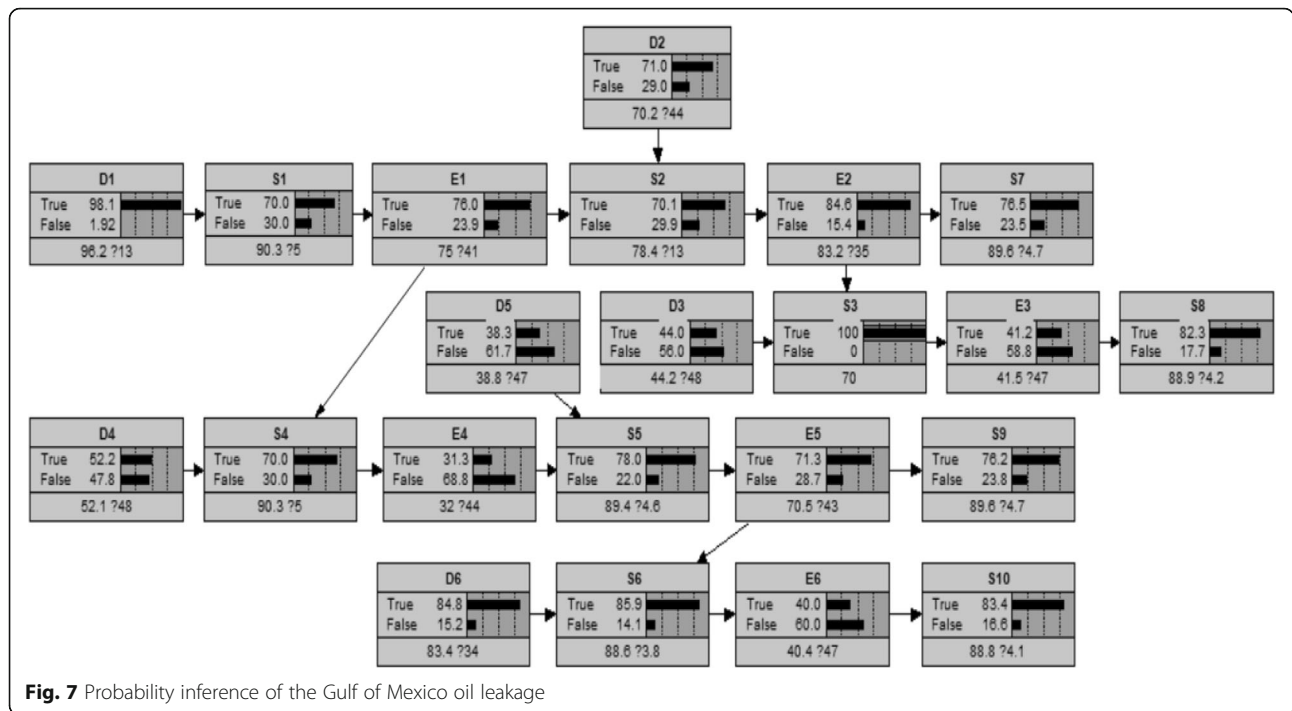 D2
True 71.0
False 29.0
70.2 ?44
D1
True 98.1
False 1.92
96.2 ?13
S1
True 70.0
False 30.0
90.3 ?5
E1
True 76.0
False 23.9
75 ?41
S2
True 70.1
False 29.9
78.4 ?13
E2
True 84.6
False 15.4
83.2 ?35
S7
True 76.5
False 23.5
89.6 ?4.7
D5
True 38.3
False 61.7
38.8 ?47
D3
True 44.0
False 56.0
44.2 ?48
S3
True 100
False 0
70
E3
True 41.2
False 58.8
41.5 ?47
S8
True 82.3
False 17.7
88.9 ?4.2
D4
True 52.2
False 47.8
52.1 ?48
S4
True 70.0
False 30.0
90.3 ?5
E4
True 31.3
False 68.8
32 ?44
S5
True 78.0
False 22.0
89.4 ?4.6
E5
True 71.3
False 28.7
70.5 ?43
S9
True 76.2
False 23.8
89.6 ?4.7
D6
True 84.8
False 15.2
83.4 ?34
S6
True 85.9
False 14.1
88.6 ?3.8
E6
True 40.0
False 60.0
40.4 ?47
S10
True 83.4
False 16.6
88.8 ?4.1
Fig. 7 Probability inference of the Gulf of Mexico oil leakage